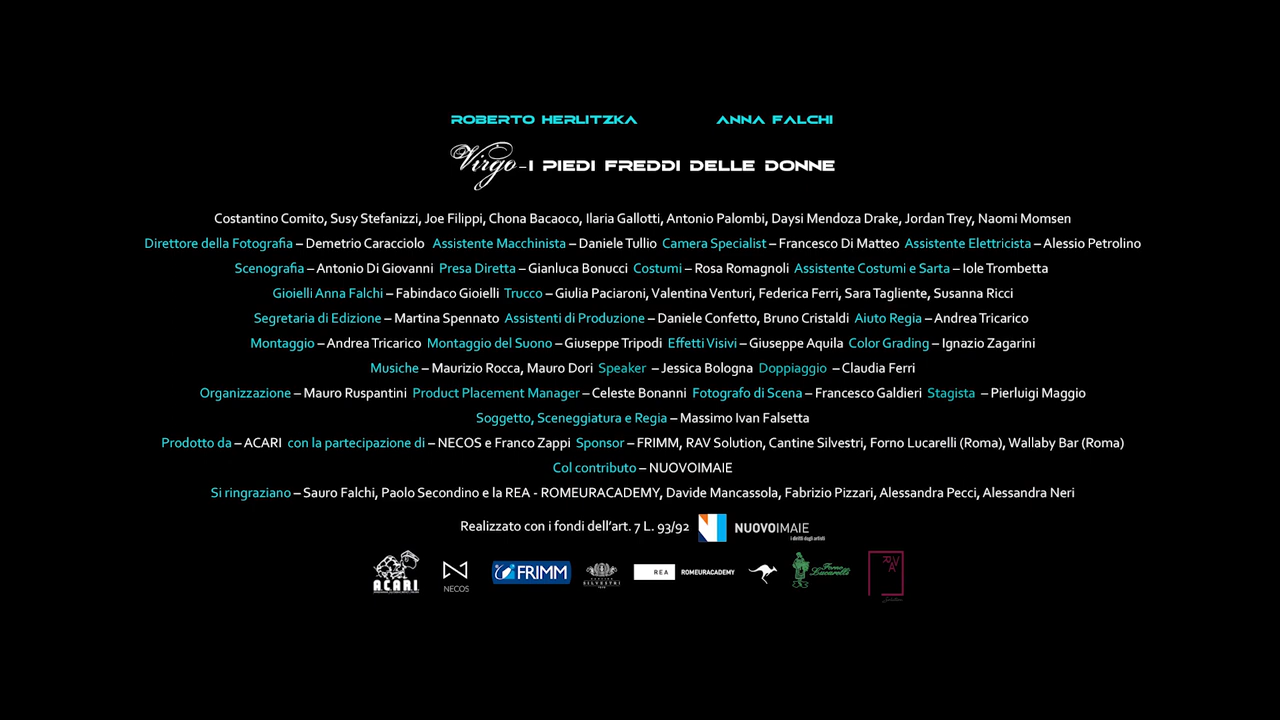 ROBERTO HERLITZKA ANNA FALCHI
Virgo - I PIEDI FREDDI DELLE DONNE
Costantino Comito, Susy Stefanizzi, Joe Filippi, Chona Bacaoco, Ilaria Gallotti, Antonio Palombi, Daysi Mendoza Drake, Jordan Trey, Naomi Momsen
Direttore della Fotografia – Demetrio Caracciolo Assistente Macchinista – Daniele Tullio Camera Specialist – Francesco Di Matteo Assistente Elettricista – Alessio Petrolino
Scenografia – Antonio Di Giovanni Presa Diretta – Gianluca Bonucci Costumi – Rosa Romagnoli Assistente Costumi e Sarta – Iole Trombetta
Gioielli Anna Falchi – Fabindaco Gioielli Trucco – Giulia Paciaroni, Valentina Venturi, Federica Ferri, Sara Tagliente, Susanna Ricci
Segretaria di Edizione – Martina Spennato Assistenti di Produzione – Daniele Confetto, Bruno Cristaldi Aiuto Regia – Andrea Tricarico
Montaggio – Andrea Tricarico Montaggio del Suono – Giuseppe Tripodi Effetti Visivi – Giuseppe Aquila Color Grading – Ignazio Zagarini
Musiche – Maurizio Rocca, Mauro Dori Speaker – Jessica Bologna Doppiaggio – Claudia Ferri
Organizzazione – Mauro Ruspantini Product Placement Manager – Celeste Bonanni Fotografo di Scena – Francesco Galdieri Stagista – Pierluigi Maggio
Soggetto, Sceneggiatura e Regia – Massimo Ivan Falsetta
Prodotto da – ACARI con la partecipazione di – NECOS e Franco Zappi Sponsor – FRIMM, RAV Solution, Cantine Silvestri, Forno Lucarelli (Roma), Wallaby Bar (Roma)
Col contributo – NUOVOIMAIE
Si ringraziano – Sauro Falchi, Paolo Secondino e la REA - ROMEURACADEMY, Davide Mancassola, Fabrizio Pizzari, Alessandra Pecci, Alessandra Neri
Realizzato con i fondi dell'art. 7 L. 93/92 NUOVOIMAIE
i diritti degli artisti
ACARI NECOS FRIMM SILVESTRI REA ROMEURACADEMY Forno Lucarelli RAV